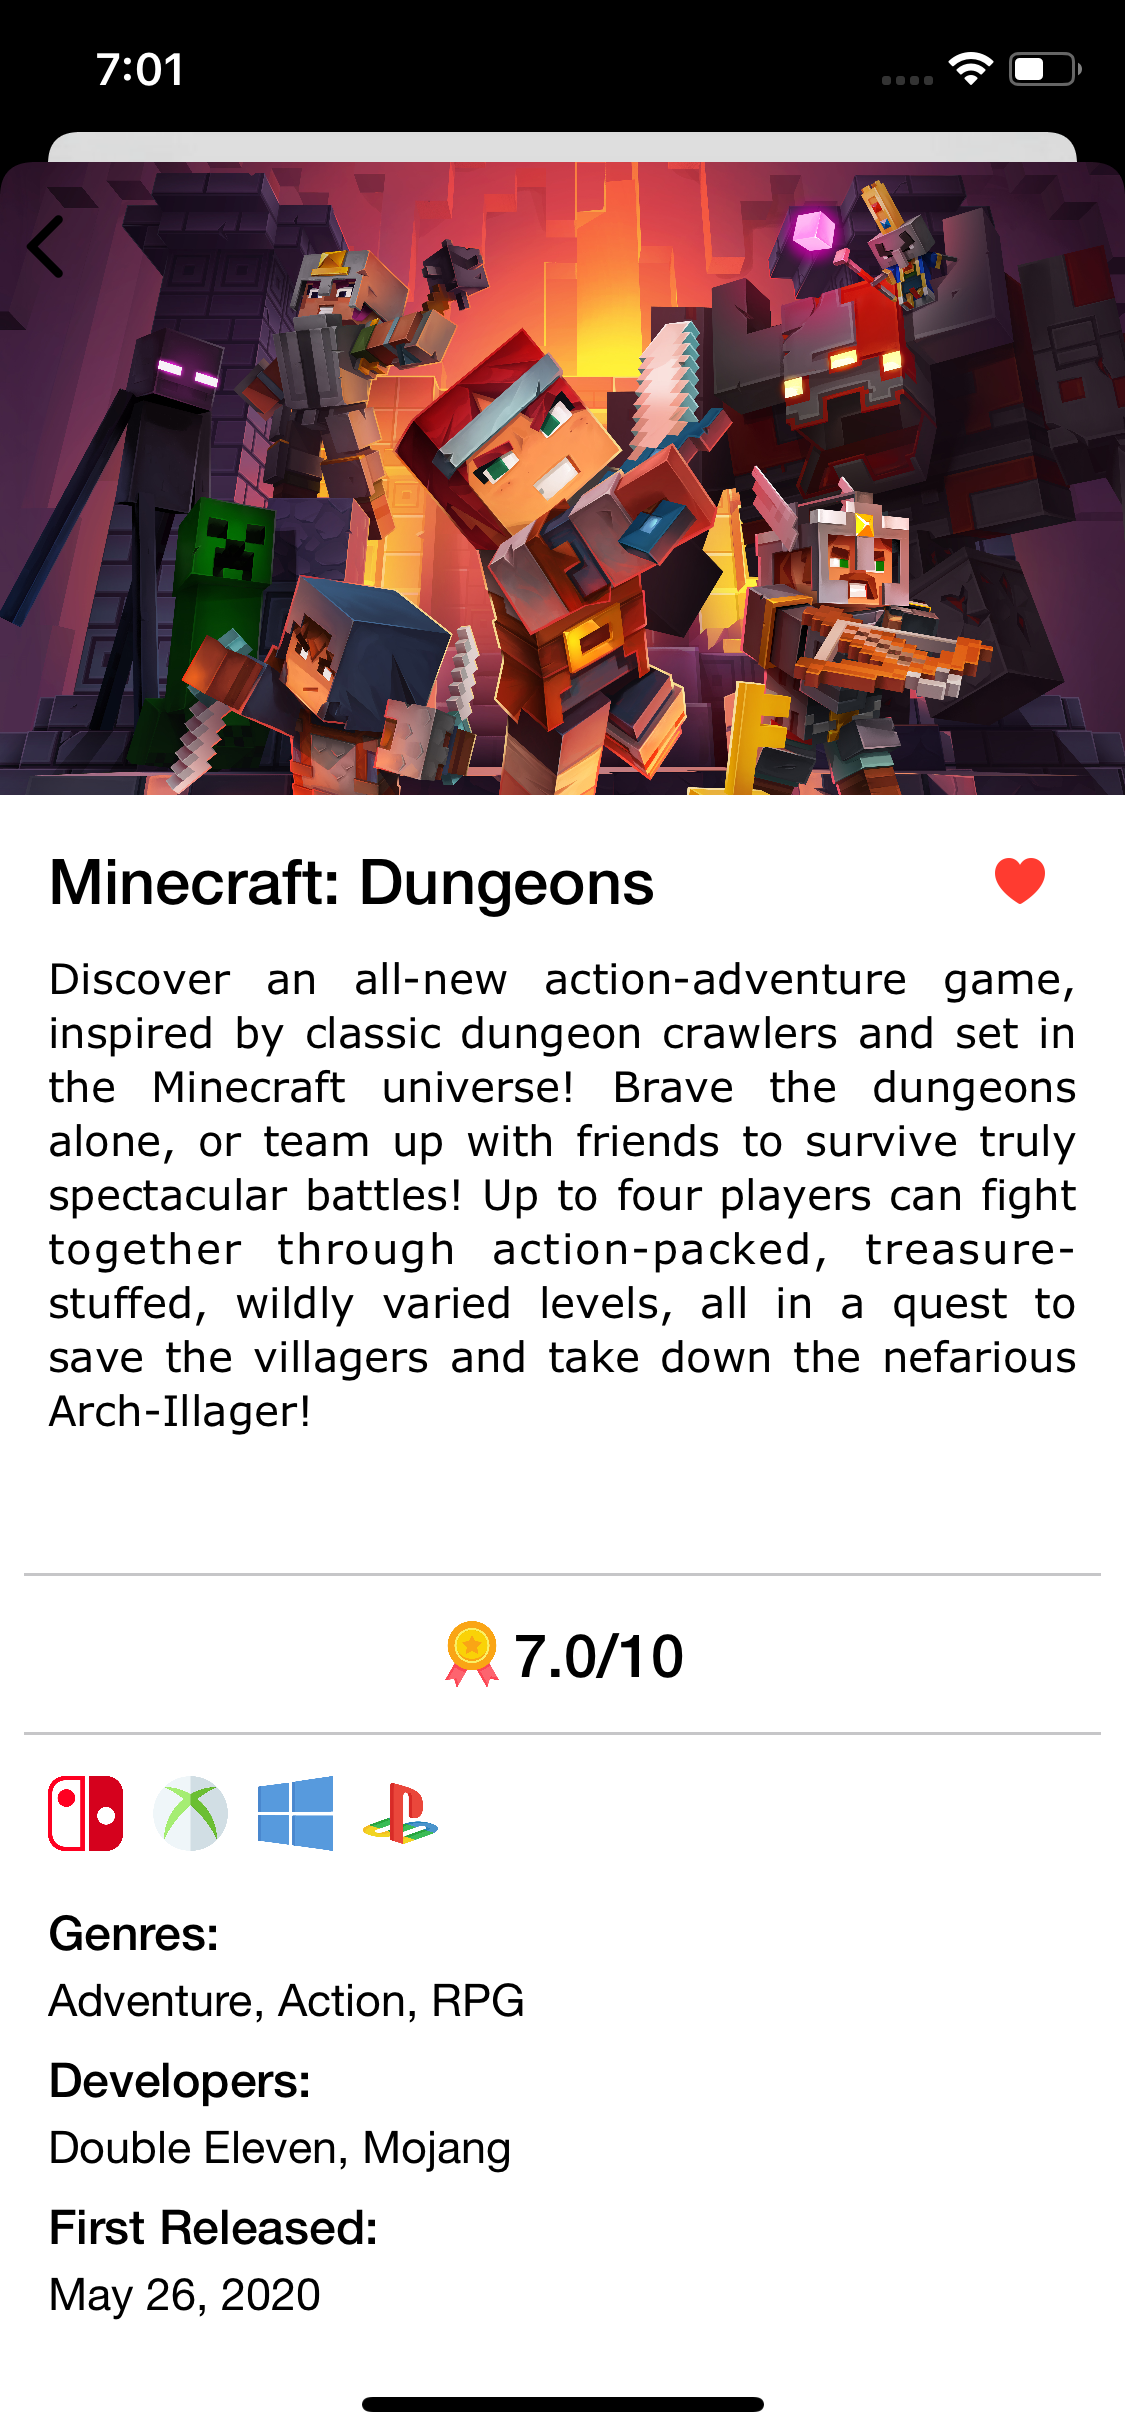 7:01
Minecraft: Dungeons
Discover an all-new action-adventure game,
inspired by classic dungeon crawlers and set in
the Minecraft universe! Brave the dungeons
alone, or team up with friends to survive truly
spectacular battles! Up to four players can fight
together through action-packed, treasure-
stuffed, wildly varied levels, all in a quest to
save the villagers and take down the nefarious
Arch-Illager!
7.0/10
Genres:
Adventure, Action, RPG
Developers:
Double Eleven, Mojang
First Released:
May 26, 2020